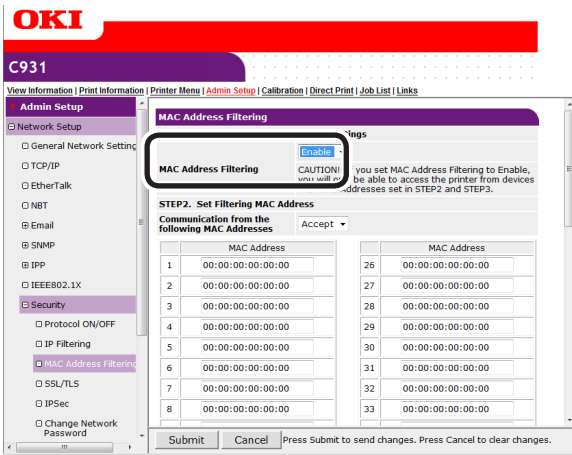 OKI
C931
View Information | Print Information | Printer Menu | Admin Setup | Calibration | Direct Print | Job List | Links
Admin Setup
Network Setup
General Network Setting
TCP/IP
EtherTalk
NBT
Email
SNMP
IPP
IEEE802.1X
Security
Protocol ON/OFF
IP Filtering
MAC Address Filtering
SSL/TLS
IPSec
Change Network
Password
MAC Address Filtering
ings
Enable
MAC Address Filtering
CAUTION! If you set MAC Address Filtering to Enable,
you will only be able to access the printer from devices
addresses set in STEP2 and STEP3.
STEP2. Set Filtering MAC Address
Communication from the
following MAC Addresses
Accept
MAC Address MAC Address
1 00:00:00:00:00:00 26 00:00:00:00:00:00
2 00:00:00:00:00:00 27 00:00:00:00:00:00
3 00:00:00:00:00:00 28 00:00:00:00:00:00
4 00:00:00:00:00:00 29 00:00:00:00:00:00
5 00:00:00:00:00:00 30 00:00:00:00:00:00
6 00:00:00:00:00:00 31 00:00:00:00:00:00
7 00:00:00:00:00:00 32 00:00:00:00:00:00
8 00:00:00:00:00:00 33 00:00:00:00:00:00
Submit Cancel Press Submit to send changes. Press Cancel to clear changes.